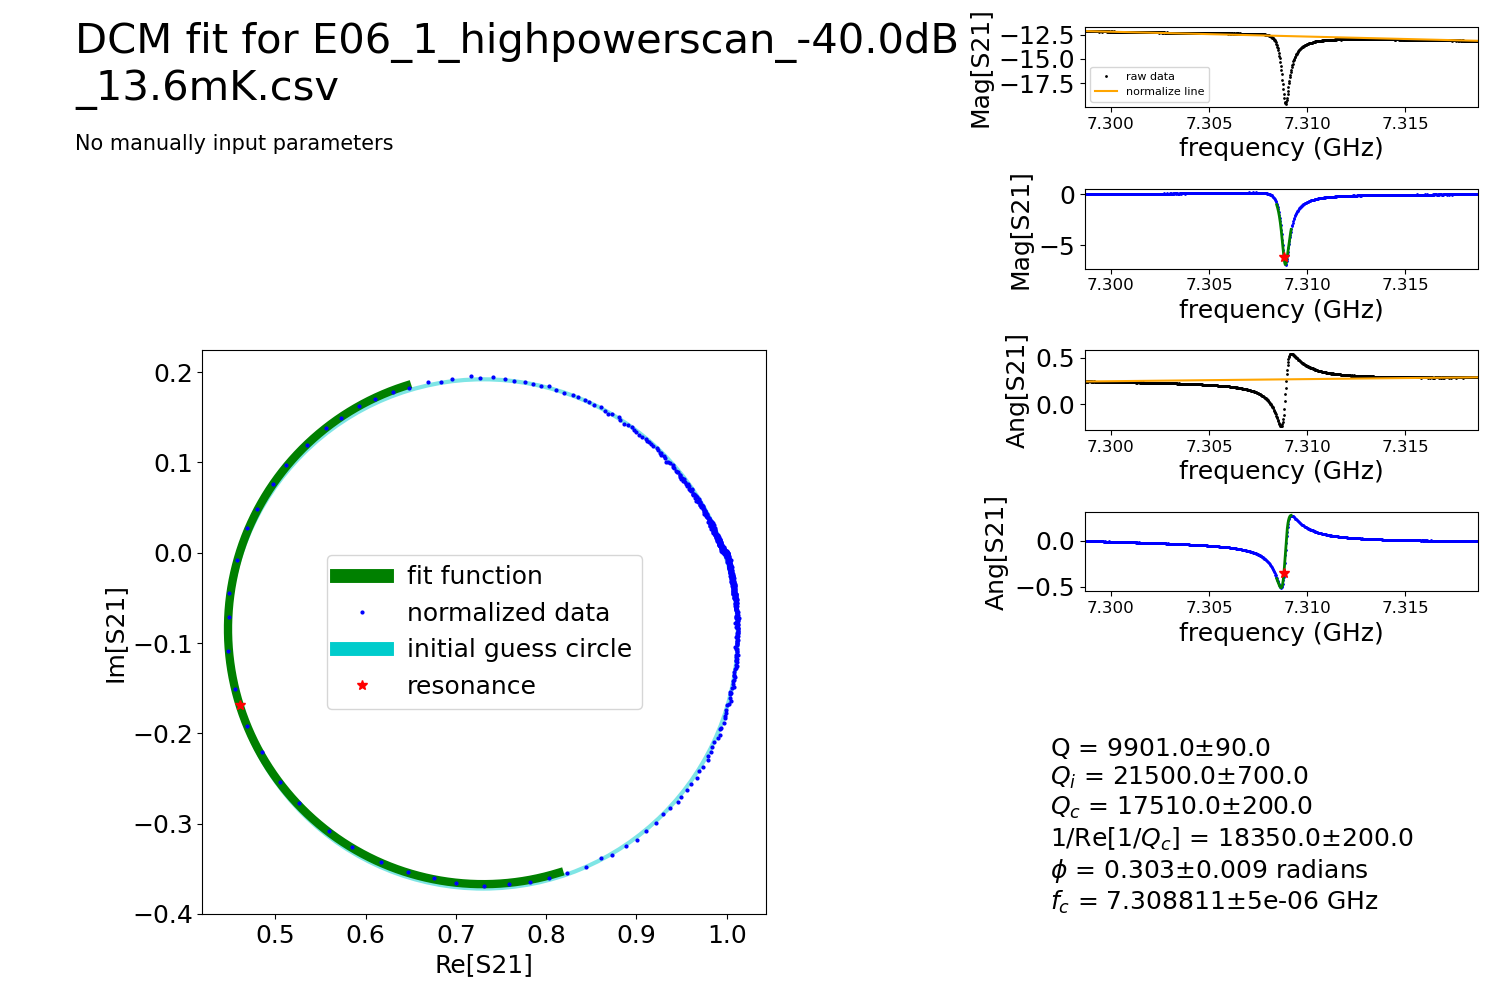 DCM fit for E06_1_highpowerscan_-40.0dB
_13.6mK.csv
No manually input parameters
Mag[S21]
−12.5
−15.0
−17.5
raw data
normalize line
7.300 7.305 7.310 7.315
frequency (GHz)
Mag[S21]
0
−5
7.300 7.305 7.310 7.315
frequency (GHz)
Ang[S21]
0.5
0.0
7.300 7.305 7.310 7.315
frequency (GHz)
Ang[S21]
0.0
−0.5
7.300 7.305 7.310 7.315
frequency (GHz)
Im[S21]
0.2
0.1
0.0
−0.1
−0.2
−0.3
−0.4
fit function
normalized data
initial guess circle
resonance
0.5 0.6 0.7 0.8 0.9 1.0
Re[S21]
Q = 9901.0±90.0
Q_i = 21500.0±700.0
Q_c = 17510.0±200.0
1/Re[1/Q_c] = 18350.0±200.0
ϕ = 0.303±0.009 radians
f_c = 7.308811±5e-06 GHz